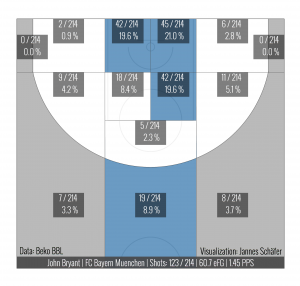 2 / 214
0.9 %
42 / 214
19.6 %
45 / 214
21.0 %
6 / 214
2.8 %
0 / 214
0.0 %
0 / 214
0.0 %
9 / 214
4.2 %
18 / 214
8.4 %
42 / 214
19.6 %
11 / 214
5.1 %
5 / 214
2.3 %
7 / 214
3.3 %
19 / 214
8.9 %
8 / 214
3.7 %
Data: Beko BBL
Visualization: Jannes Schäfer
John Bryant | FC Bayern Muenchen | Shots: 123 / 214 | 60.7 eFG | 1.45 PPS